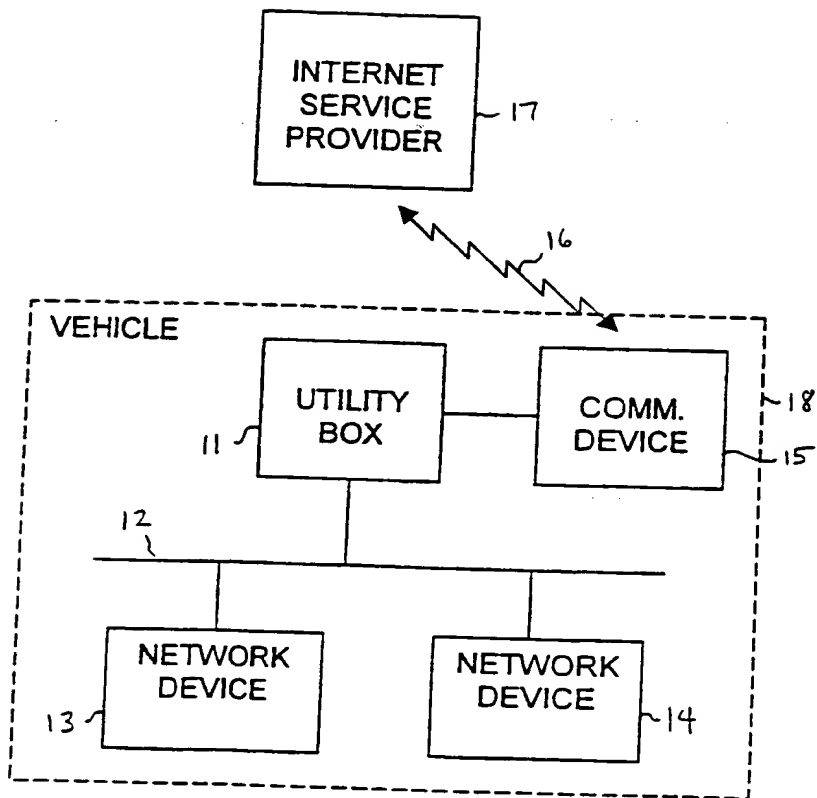 INTERNET
SERVICE
PROVIDER
17
16
VEHICLE
UTILITY
BOX
11
COMM.
DEVICE
15
18
12
NETWORK
DEVICE
13
NETWORK
DEVICE
14